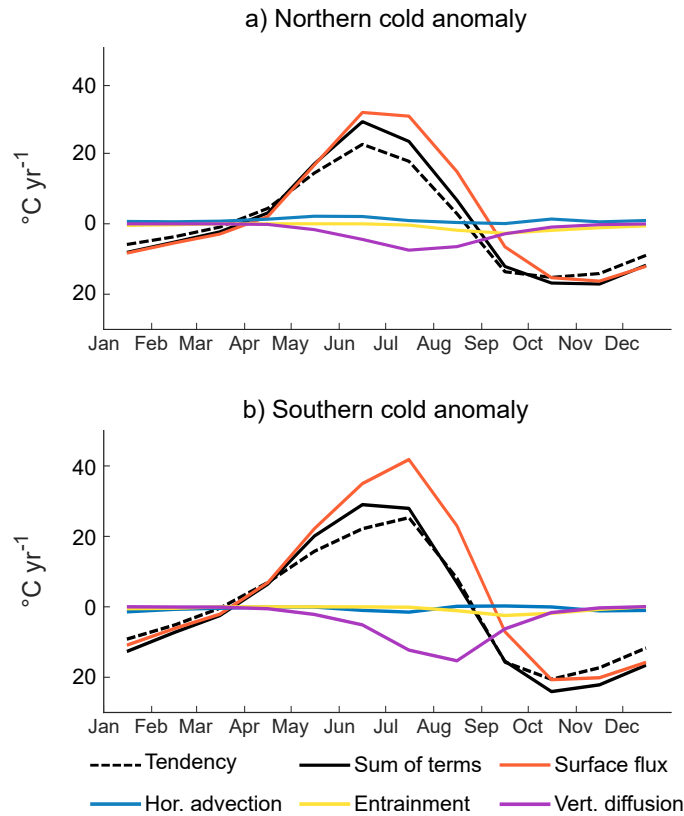 a) Northern cold anomaly
40
20
0
20
°C yr-1
Jan Feb Mar Apr May Jun Jul Aug Sep Oct Nov Dec
b) Southern cold anomaly
40
20
0
20
°C yr-1
Jan Feb Mar Apr May Jun Jul Aug Sep Oct Nov Dec
Tendency Sum of terms Surface flux
Hor. advection Entrainment Vert. diffusion